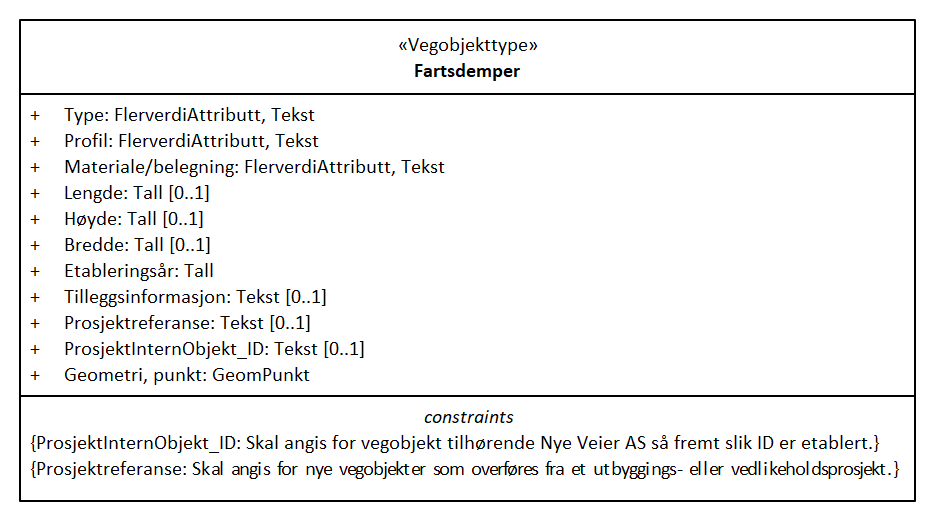 «Vegobjekttype»
Fartsdemper
+ Type: FlerverdiAttributt, Tekst
+ Profil: FlerverdiAttributt, Tekst
+ Materiale/belegning: FlerverdiAttributt, Tekst
+ Lengde: Tall [0..1]
+ Høyde: Tall [0..1]
+ Bredde: Tall [0..1]
+ Etableringsår: Tall
+ Tilleggsinformasjon: Tekst [0..1]
+ Prosjektreferanse: Tekst [0..1]
+ ProsjektInternObjekt_ID: Tekst [0..1]
+ Geometri, punkt: GeomPunkt
constraints
{ProsjektInternObjekt_ID: Skal angis for vegobjekt tilhørende Nye Veier AS så fremt slik ID er etablert.}
{Prosjektreferanse: Skal angis for nye vegobjekter som overføres fra et utbyggings- eller vedlikeholdsprosjekt.}